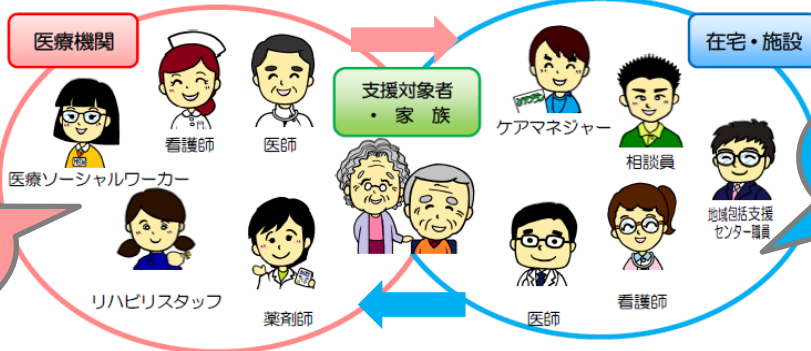 医療機関
在宅・施設
支援対象者
・家　族
看護師
医師
医療ソーシャルワーカー
リハビリスタッフ
薬剤師
ケアマネジャー
相談員
地域包括支援
センター職員
医師
看護師